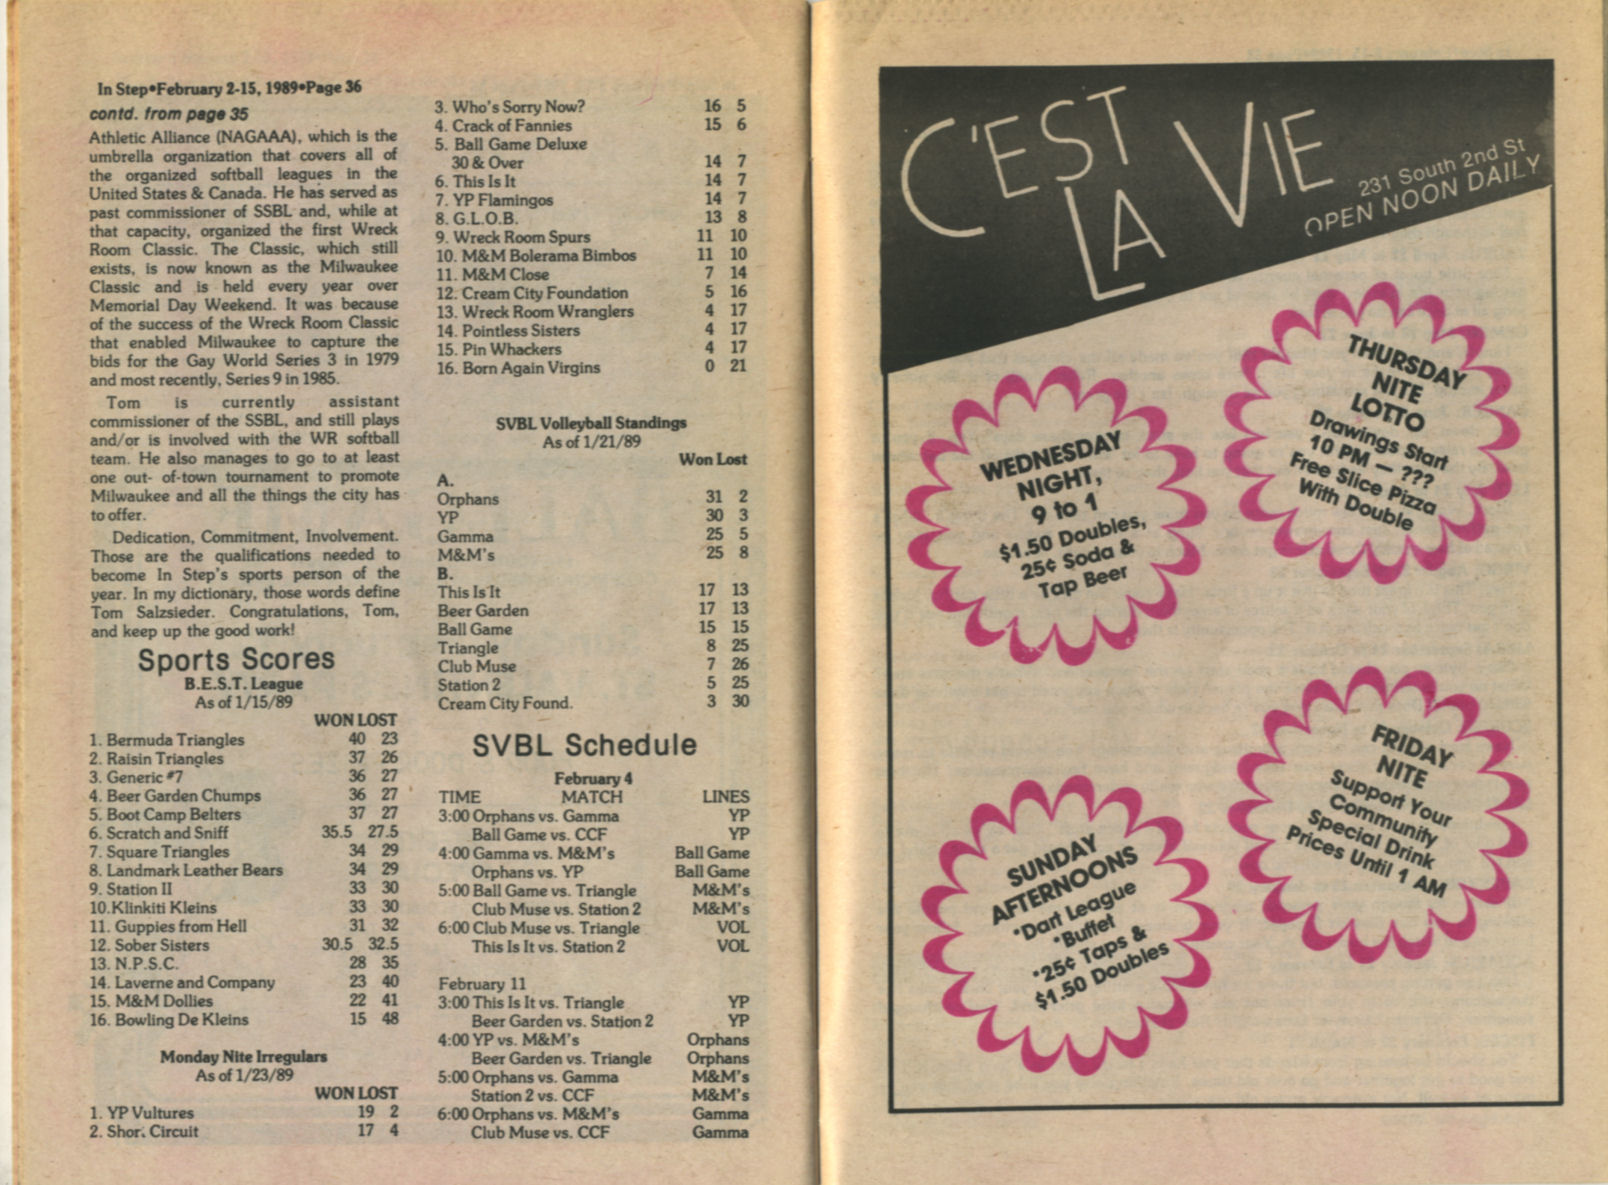 In Step•February 2-15, 1989•Page 36
contd. from page 35
Athletic Alliance (NAGAAA), which is the
umbrella organization that covers all of
the organized softball leagues in the
United States & Canada. He has served as
past commissioner of SSBL and, while at
that capacity, organized the first Wreck
Room Classic. The Classic, which still
exists, is now known as the Milwaukee
Classic and is held every year over
Memorial Day Weekend. It was because
of the success of the Wreck Room Classic
that enabled Milwaukee to capture the
bids for the Gay World Series 3 in 1979
and most recently, Series 9 in 1985.
Tom is currently assistant
commissioner of the SSBL, and still plays
and/or is involved with the WR softball
team. He also manages to go to at least
one out- of-town tournament to promote
Milwaukee and all the things the city has
to offer.
Dedication, Commitment, Involvement.
Those are the qualifications needed to
become In Step's sports person of the
year. In my dictionary, those words define
Tom Salzsieder. Congratulations, Tom,
and keep up the good work!
Sports Scores
B.E.S.T. League
As of 1/15/89
WON LOST
1. Bermuda Triangles 40 23
2. Raisin Triangles 37 26
3. Generic #7 36 27
4. Beer Garden Chumps 36 27
5. Boot Camp Belters 37 27
6. Scratch and Sniff 35.5 27.5
7. Square Triangles 34 29
8. Landmark Leather Bears 34 29
9. Station II 33 30
10. Klinkiti Kleins 33 30
11. Guppies from Hell 31 32
12. Sober Sisters 30.5 32.5
13. N.P.S.C. 28 35
14. Laverne and Company 23 40
15. M&M Dollies 22 41
16. Bowling De Kleins 15 48
Monday Nite Irregulars
As of 1/23/89
WON LOST
1. YP Vultures 19 2
2. Short Circuit 17 4
3. Who's Sorry Now? 16 5
4. Crack of Fannies 15 6
5. Ball Game Deluxe
30 & Over 14 7
6. This Is It 14 7
7. YP Flamingos 14 7
8. G.L.O.B. 13 8
9. Wreck Room Spurs 11 10
10. M&M Bolerama Bimbos 11 10
11. M&M Close 7 14
12. Cream City Foundation 5 16
13. Wreck Room Wranglers 4 17
14. Pointless Sisters 4 17
15. Pin Whackers 4 17
16. Born Again Virgins 0 21
SVBL Volleyball Standings
As of 1/21/89
Won Lost
A.
Orphans 31 2
YP 30 3
Gamma 25 5
M&M's 25 8
B.
This Is It 17 13
Beer Garden 17 13
Ball Game 15 15
Triangle 8 25
Club Muse 7 26
Station 2 5 25
Cream City Found. 3 30
SVBL Schedule
February 4
TIME MATCH LINES
3:00 Orphans vs. Gamma YP
Ball Game vs. CCF YP
4:00 Gamma vs. M&M's Ball Game
Orphans vs. YP Ball Game
5:00 Ball Game vs. Triangle M&M's
Club Muse vs. Station 2 M&M's
6:00 Club Muse vs. Triangle VOL
This Is It vs. Station 2 VOL
February 11
3:00 This Is It vs. Triangle YP
Beer Garden vs. Station 2 YP
4:00 YP vs. M&M's Orphans
Beer Garden vs. Triangle Orphans
5:00 Orphans vs. Gamma M&M's
Station 2 vs. CCF M&M's
6:00 Orphans vs. M&M's Gamma
Club Muse vs. CCF Gamma
C'EST
LA VIE
231 South 2nd St
OPEN NOON DAILY
WEDNESDAY
NIGHT,
9 to 1
$1.50 Doubles,
25¢ Soda &
Tap Beer
THURSDAY
NITE
LOTTO
Drawings Start
10 PM — ???
Free Slice Pizza
With Double
SUNDAY
AFTERNOONS
•Dart League
•Buffet
•25¢ Taps &
$1.50 Doubles
FRIDAY
NITE
Support Your
Community
Special Drink
Prices Until 1 AM